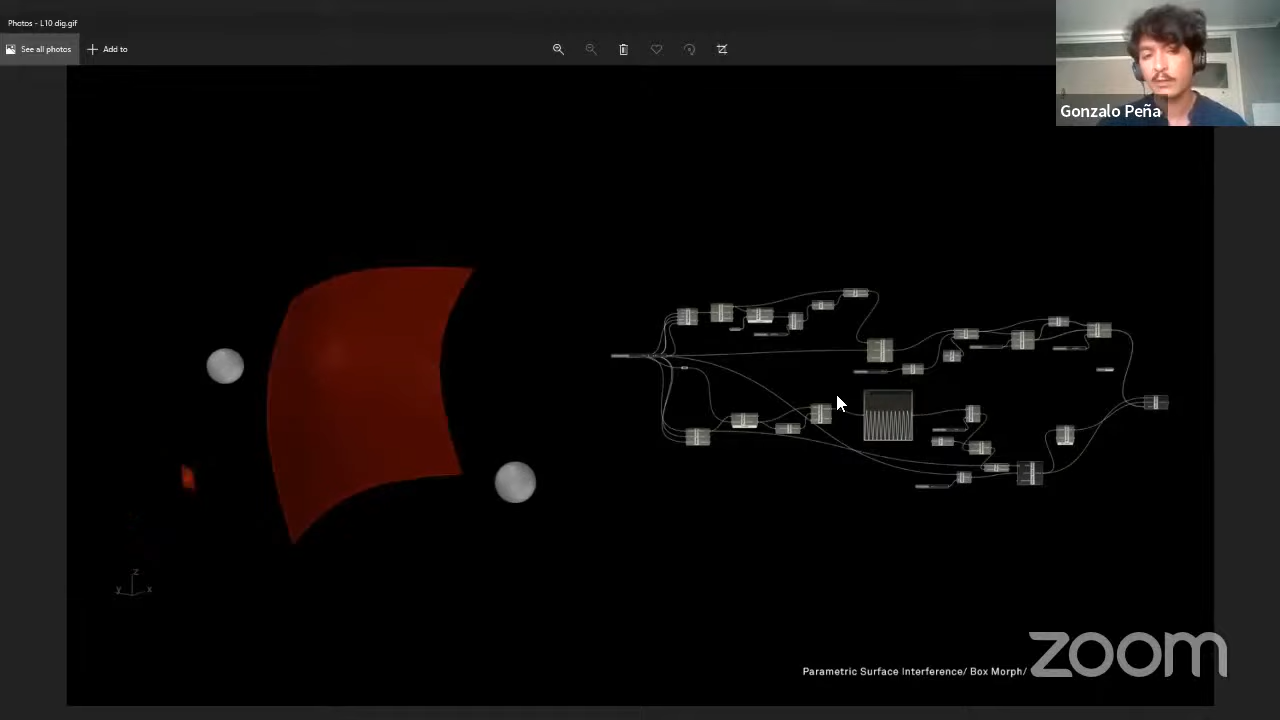 Photos - L10 dig.gif
See all photos
Add to
Gonzalo Peña
z
y
x
Parametric Surface Interference/ Box Morph/
zoom